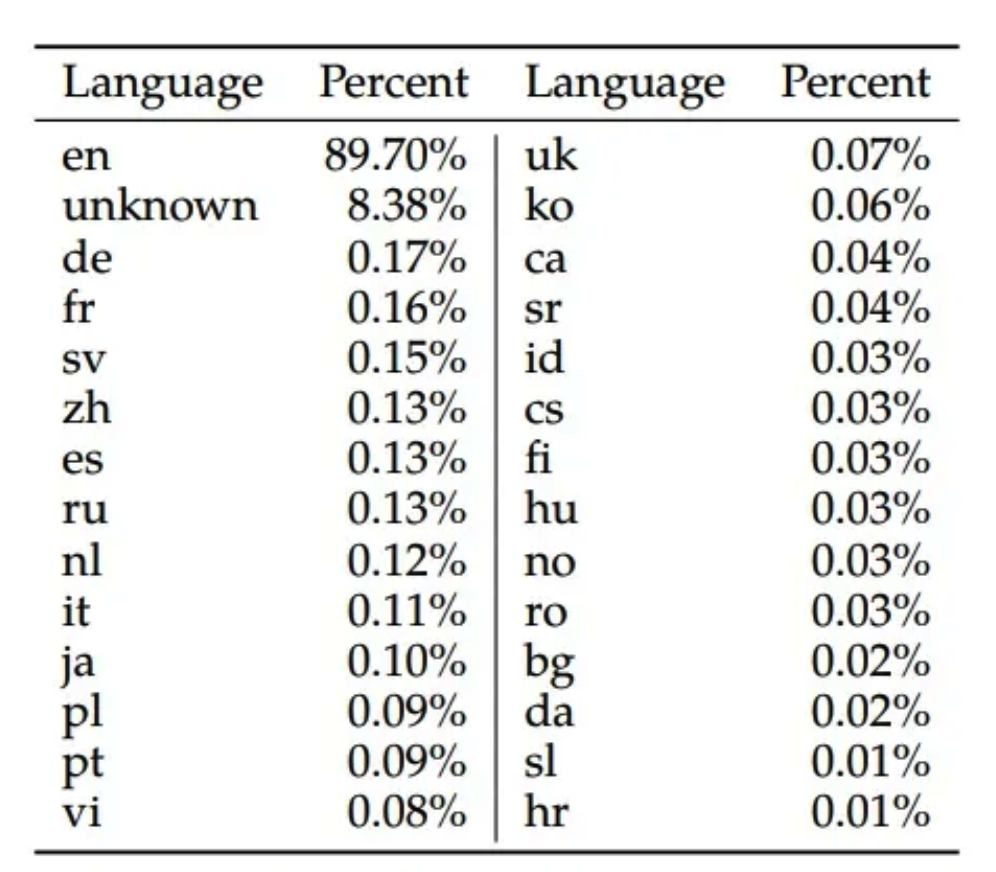 Language Percent Language Percent
en 89.70% uk 0.07%
unknown 8.38% ko 0.06%
de 0.17% ca 0.04%
fr 0.16% sr 0.04%
sv 0.15% id 0.03%
zh 0.13% cs 0.03%
es 0.13% fi 0.03%
ru 0.13% hu 0.03%
nl 0.12% no 0.03%
it 0.11% ro 0.03%
ja 0.10% bg 0.02%
pl 0.09% da 0.02%
pt 0.09% sl 0.01%
vi 0.08% hr 0.01%